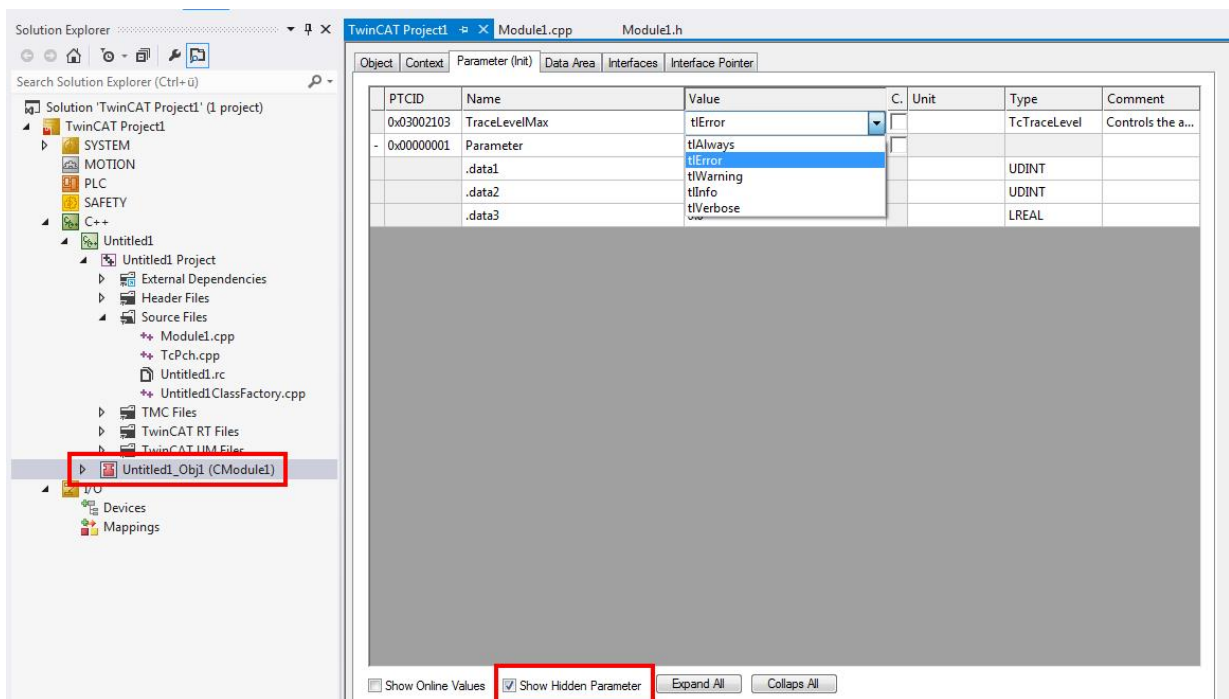 Solution Explorer
Search Solution Explorer (Ctrl+ü)
Solution 'TwinCAT Project1' (1 project)
TwinCAT Project1
SYSTEM
MOTION
PLC
SAFETY
C++
Untitled1
Untitled1 Project
External Dependencies
Header Files
Source Files
Module1.cpp
TcPch.cpp
Untitled1.rc
Untitled1ClassFactory.cpp
TMC Files
TwinCAT RT Files
TwinCAT UM Files
Untitled1_Obj1 (CModule1)
I/O
Devices
Mappings
TwinCAT Project1 Module1.cpp Module1.h
Object Context Parameter (Init) Data Area Interfaces Interface Pointer
PTCID Name Value C. Unit Type Comment
0x03002103 TraceLevelMax tlError TcTraceLevel Controls the a...
- 0x00000001 Parameter
.data1 UDINT
.data2 UDINT
.data3 LREAL
tlAlways
tlError
tlWarning
tlInfo
tlVerbose
Show Online Values Show Hidden Parameter Expand All Collaps All